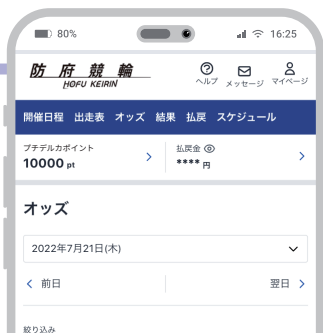 80%
16:25
防府競輪
HOFU KEIRIN
ヘルプ メッセージ マイページ
開催日程 出走表 オッズ 結果 払戻 スケジュール
プチデルカポイント
10000 pt
払戻金
**** 円
オッズ
2022年7月21日(木)
前日 翌日
絞り込み